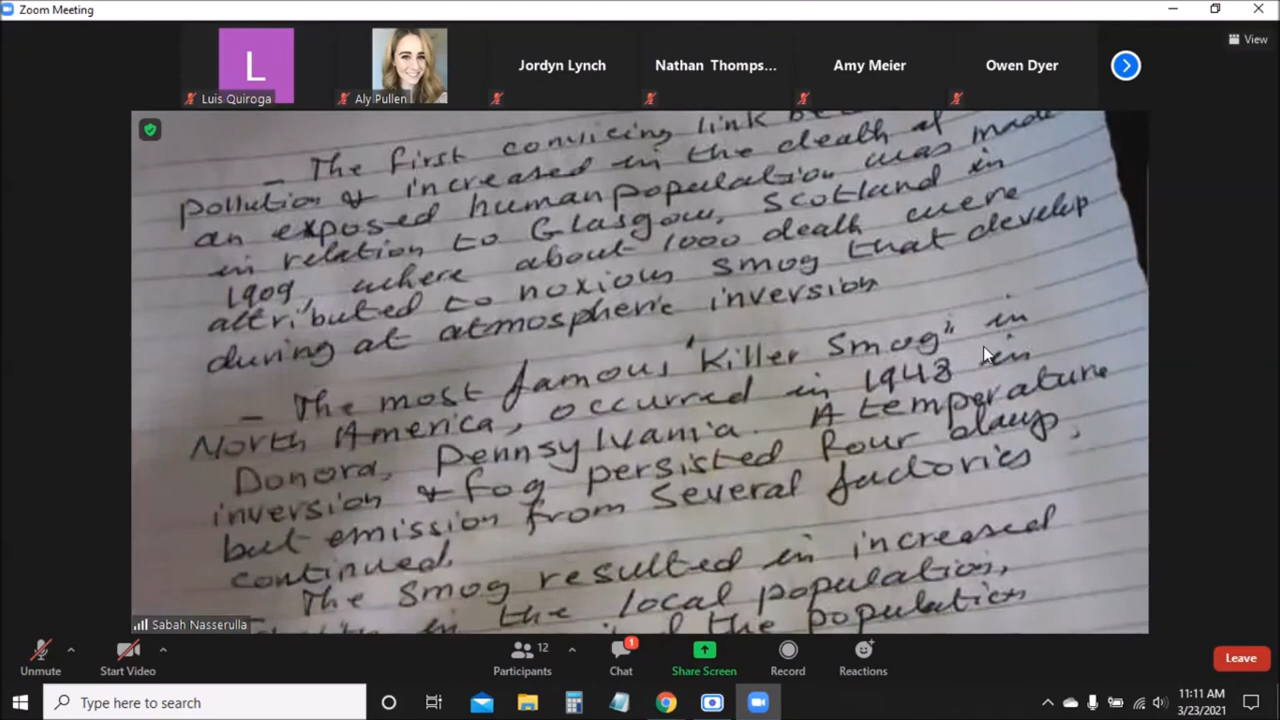 Zoom Meeting
View
L
Jordyn Lynch
Nathan Thomps...
Amy Meier
Owen Dyer
Luis Quiroga
Aly Pullen
- The first convicing link
pollution & increased in the death of
an exposed human population was made
in relation to Glasgow, Scotland in
1909, where about 1000 death were
attributed to noxious smog that develop
during at atmospheric inversion
- The most famous "Killer Smog" in
North America, occurred in 1948 in
Donora, Pennsylvania. A temperature
inversion & fog persisted four days,
but emission from several factories
continued.
The smog resulted in increased
in the local population,
the population
Sabah Nasserulla
Unmute
Start Video
12
Participants
1
Chat
Share Screen
Record
Reactions
Leave
Type here to search
11:11 AM
3/23/2021